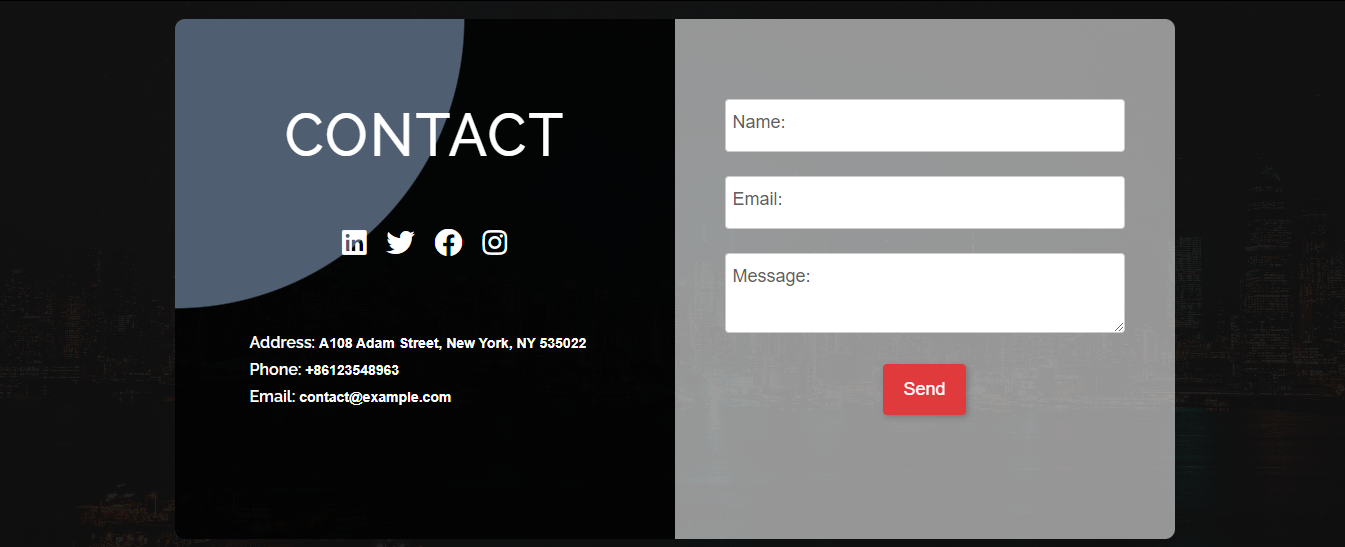 CONTACT
Address: A108 Adam Street, New York, NY 535022
Phone: +86123548963
Email: contact@example.com
Name:
Email:
Message:
Send